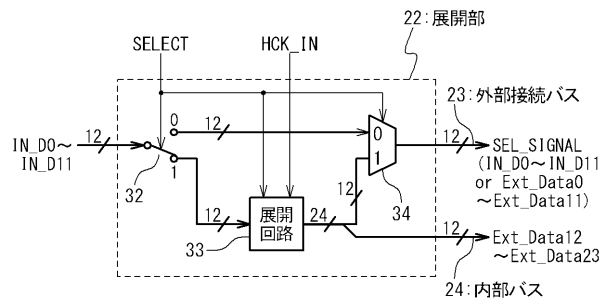 22:展開部
SELECT
HCK_IN
23:外部接続バス
0
12
0
12
12
IN_D0～
IN_D11
SEL_SIGNAL
(IN_D0～IN_D11
or Ext_Data0
～Ext_Data11)
1
32
1
12
34
12
展開
回路
24
33
12
Ext_Data12
～Ext_Data23
24:内部バス